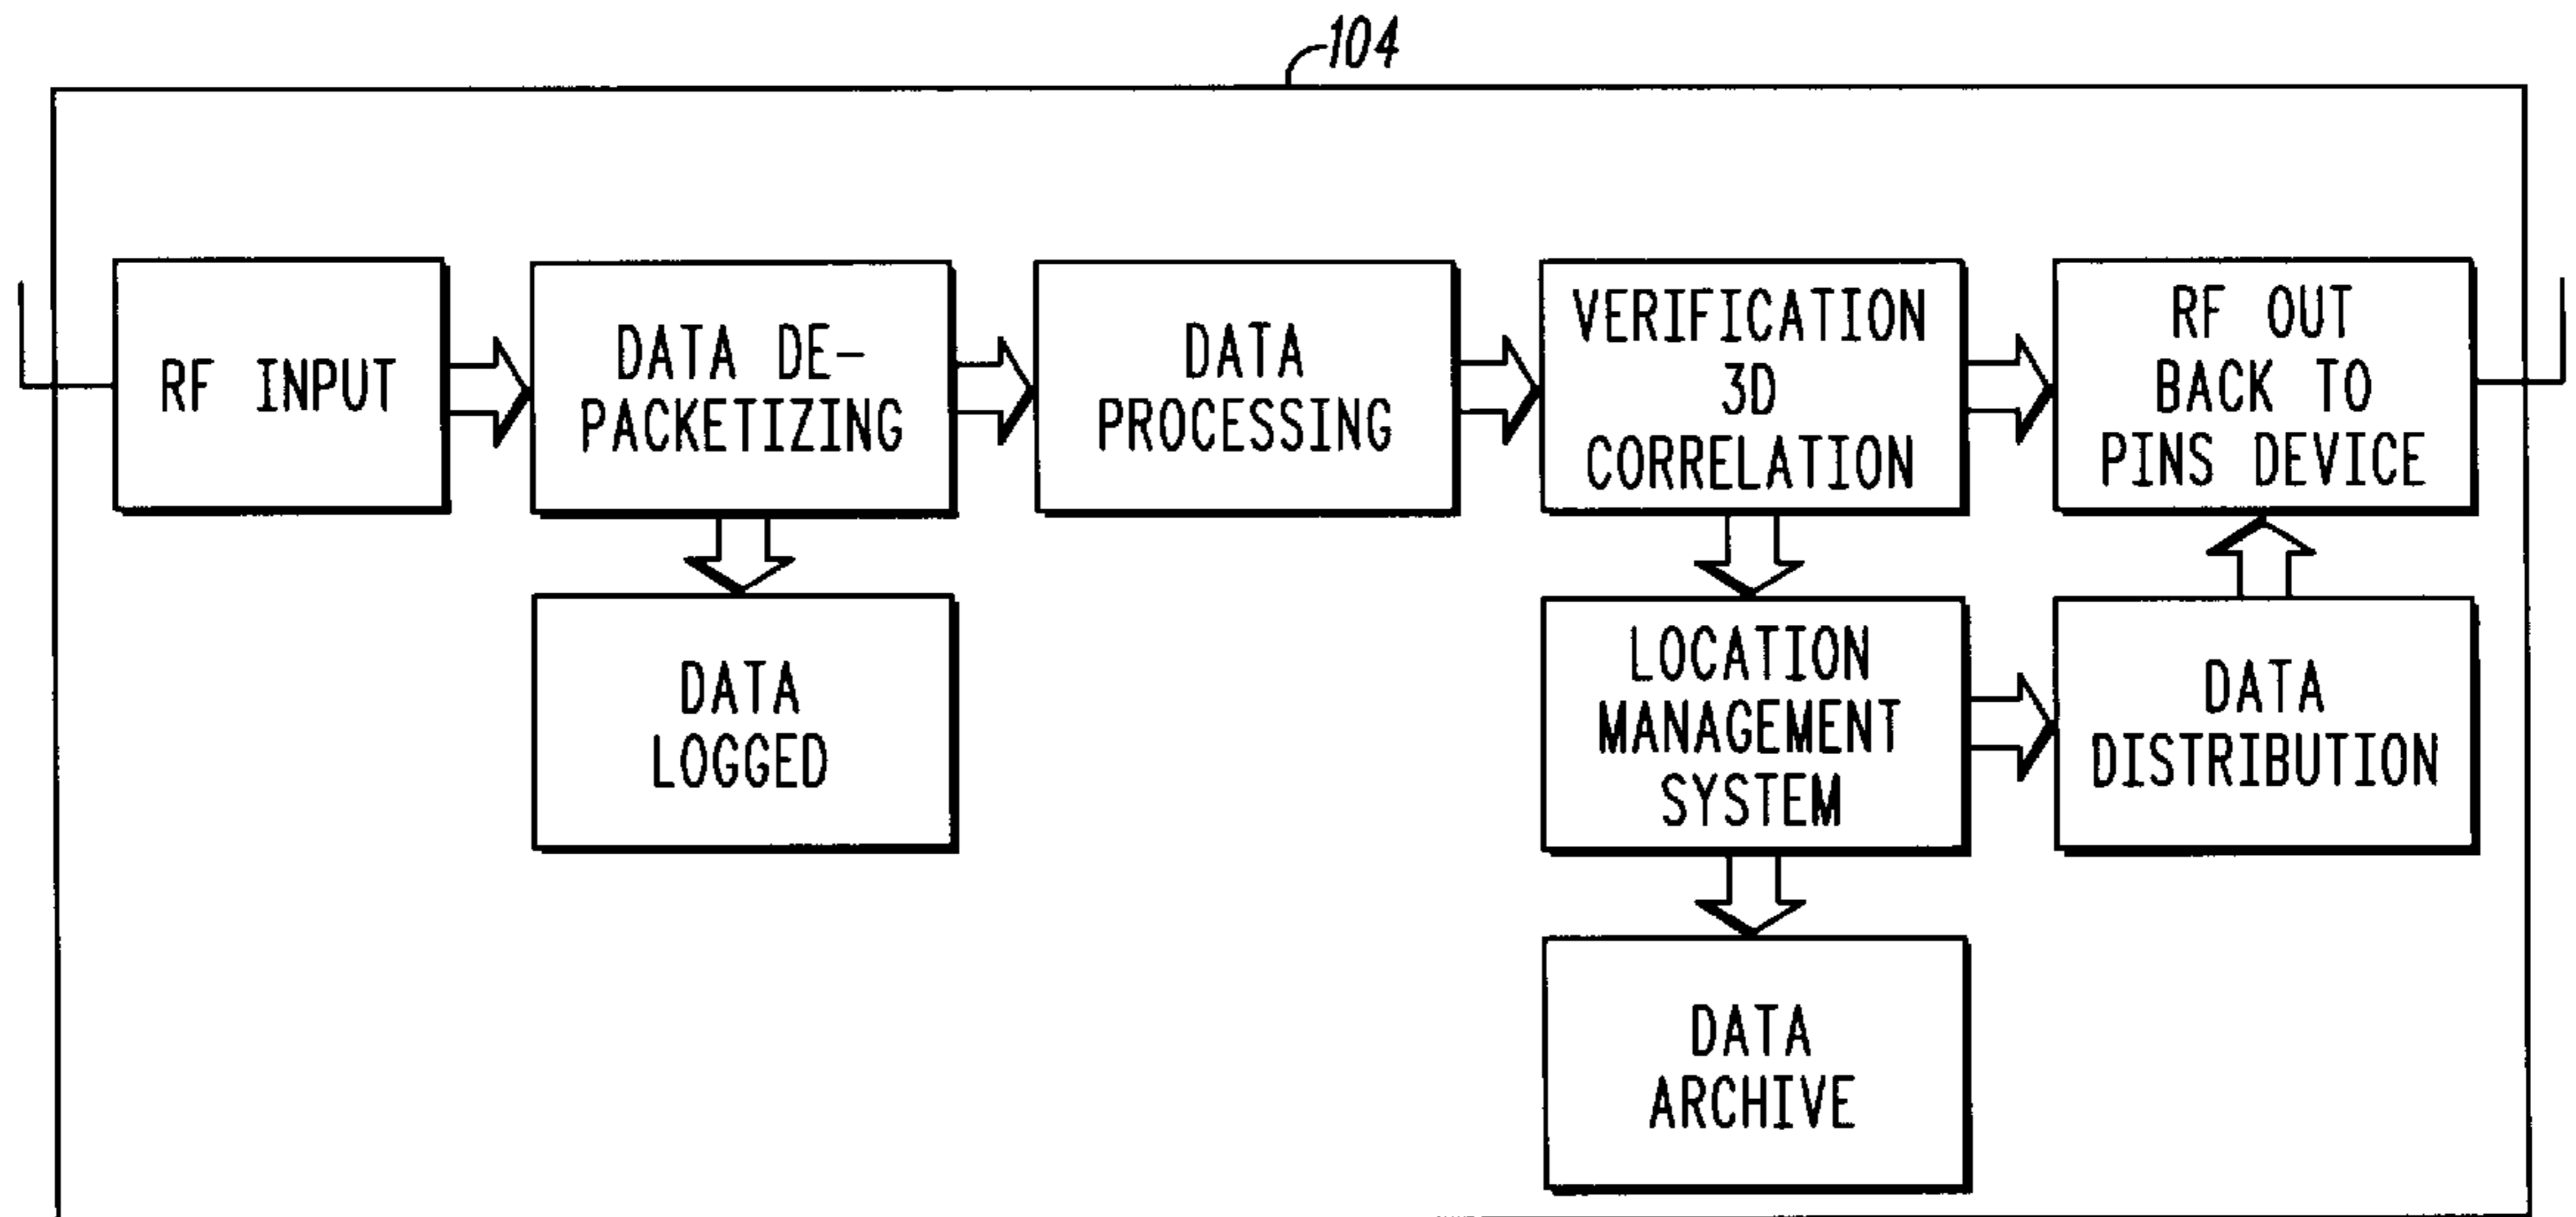 104
RF INPUT
DATA DE-
PACKETIZING
DATA
PROCESSING
VERIFICATION
3D
CORRELATION
RF OUT
BACK TO
PINS DEVICE
DATA
LOGGED
LOCATION
MANAGEMENT
SYSTEM
DATA
DISTRIBUTION
DATA
ARCHIVE